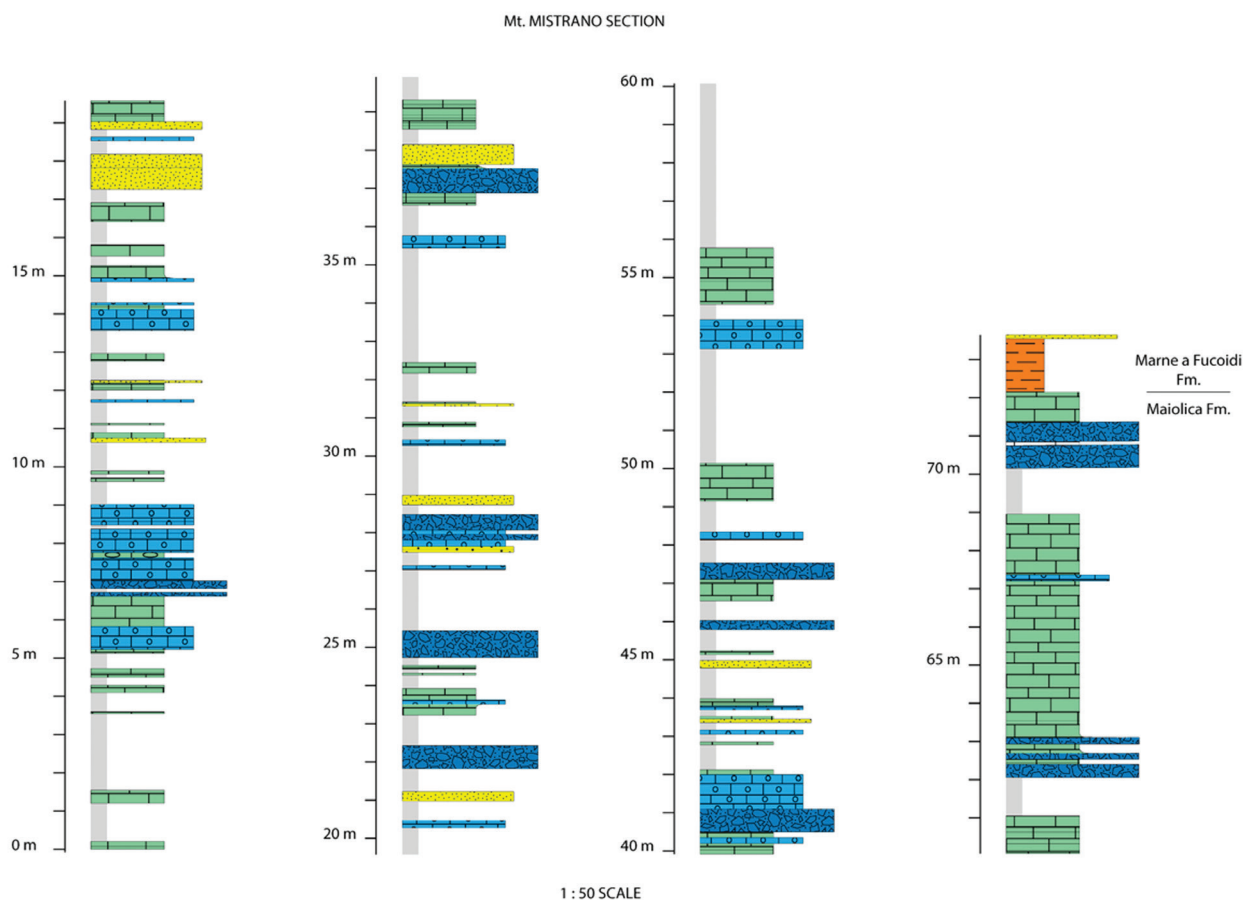 Mt. MISTRANO SECTION
15 m
10 m
5 m
0 m
35 m
30 m
25 m
20 m
60 m
55 m
50 m
45 m
40 m
70 m
65 m
Marne a Fucoidi
Fm.
Maiolica Fm.
1 : 50 SCALE